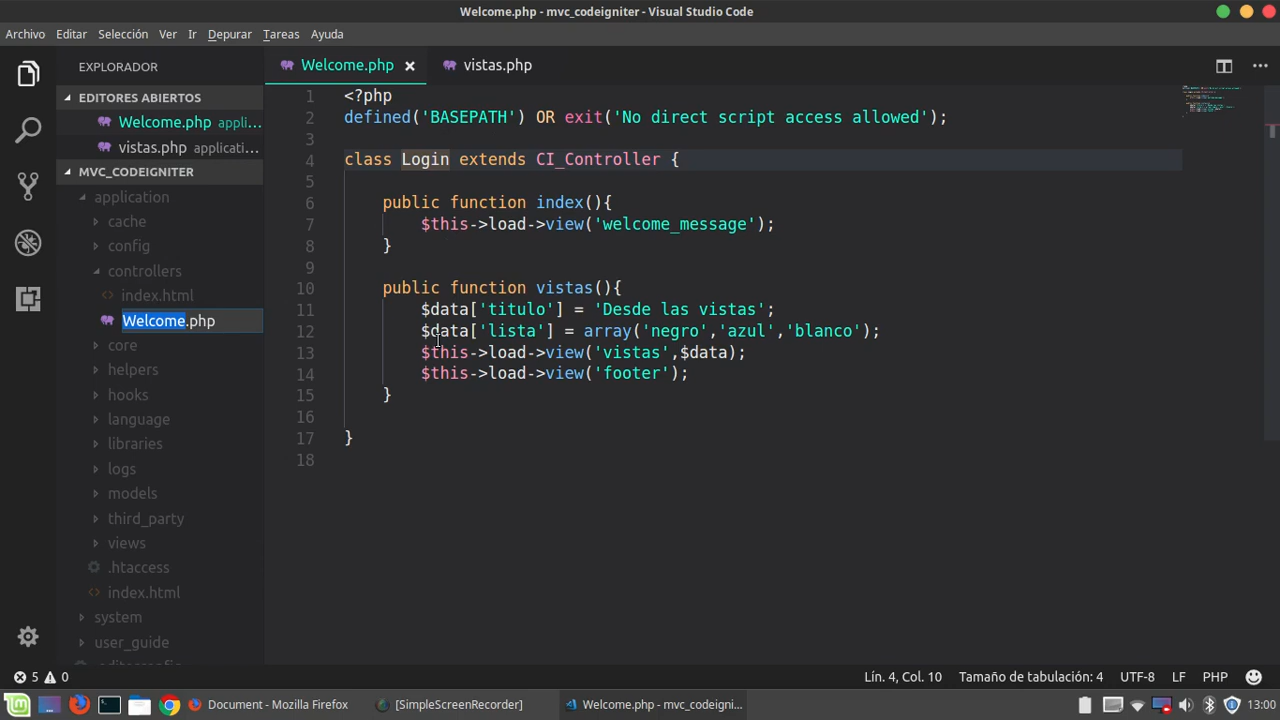 Welcome.php - mvc_codeigniter - Visual Studio Code
Archivo Editar Selección Ver Ir Depurar Tareas Ayuda
EXPLORADOR
EDITORES ABIERTOS
Welcome.php appli...
vistas.php applicati...
MVC_CODEIGNITER
application
cache
config
controllers
index.html
Welcome.php
core
helpers
hooks
language
libraries
logs
models
third_party
views
.htaccess
index.html
system
user_guide
Welcome.php
vistas.php
1 <?php
2 defined('BASEPATH') OR exit('No direct script access allowed');
3
4 class Login extends CI_Controller {
5
6 public function index(){
7 $this->load->view('welcome_message');
8 }
9
10 public function vistas(){
11 $data['titulo'] = 'Desde las vistas';
12 $data['lista'] = array('negro','azul','blanco');
13 $this->load->view('vistas',$data);
14 $this->load->view('footer');
15 }
16
17 }
18
5 0
Lín. 4, Col. 10 Tamaño de tabulación: 4 UTF-8 LF PHP
Document - Mozilla Firefox
[SimpleScreenRecorder]
Welcome.php - mvc_codeigni...
13:00